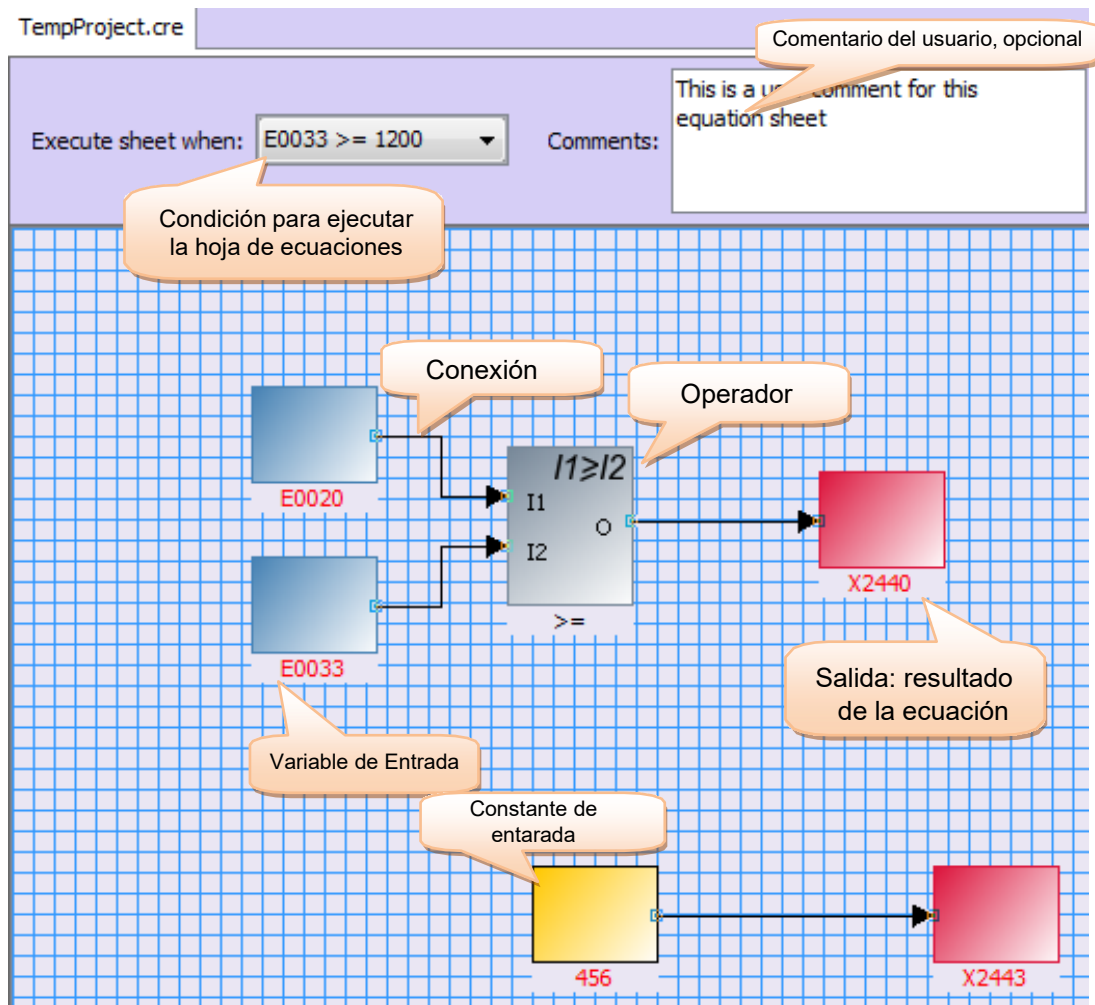 TempProject.cre
Comentario del usuario, opcional
This is a user comment for this
equation sheet
Execute sheet when:
E0033 >= 1200
Comments:
Condición para ejecutar
la hoja de ecuaciones
Conexión
Operador
I1≥I2
I1
O
I2
>=
E0020
E0033
X2440
Salida: resultado
de la ecuación
Variable de Entrada
Constante de
entarada
456
X2443